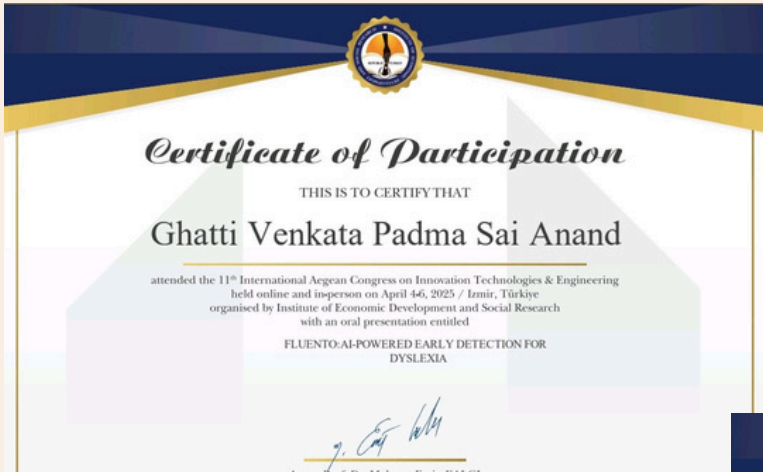 Certificate of Participation
THIS IS TO CERTIFY THAT
Ghatti Venkata Padma Sai Anand
attended the 11th International Aegean Congress on Innovation Technologies & Engineering
held online and in-person on April 4-6, 2025 / Izmir, Türkiye
organised by Institute of Economic Development and Social Research
with an oral presentation entitled
FLUENTO:AI-POWERED EARLY DETECTION FOR
DYSLEXIA